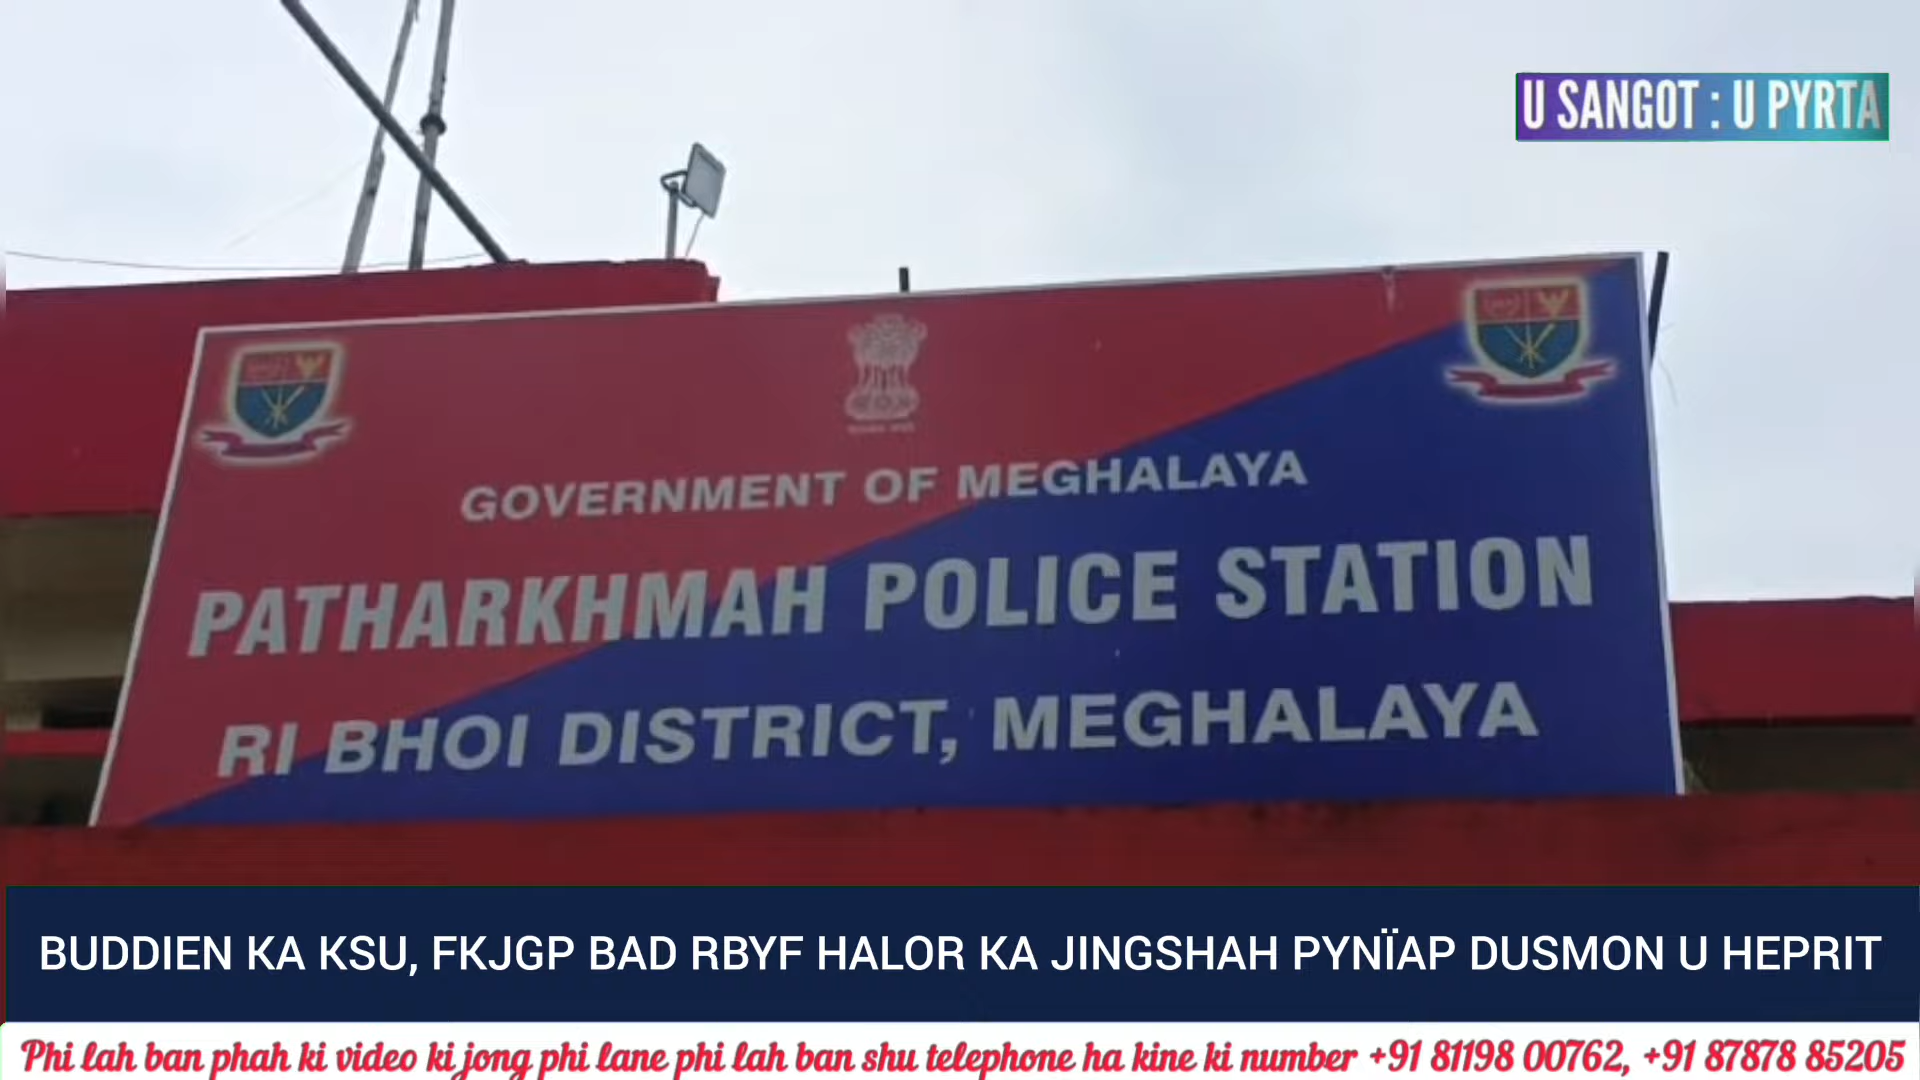 U SANGOT : U PYRTA
GOVERNMENT OF MEGHALAYA
PATHARKHMAH POLICE STATION
RI BHOI DISTRICT, MEGHALAYA
BUDDIEN KA KSU, FKJGP BAD RBYF HALOR KA JINGSHAH PYNÏAP DUSMON U HEPRIT
Phi lah ban phah ki video ki jong phi lane phi lah ban shu telephone ha kine ki number +91 81198 00762, +91 87878 85205